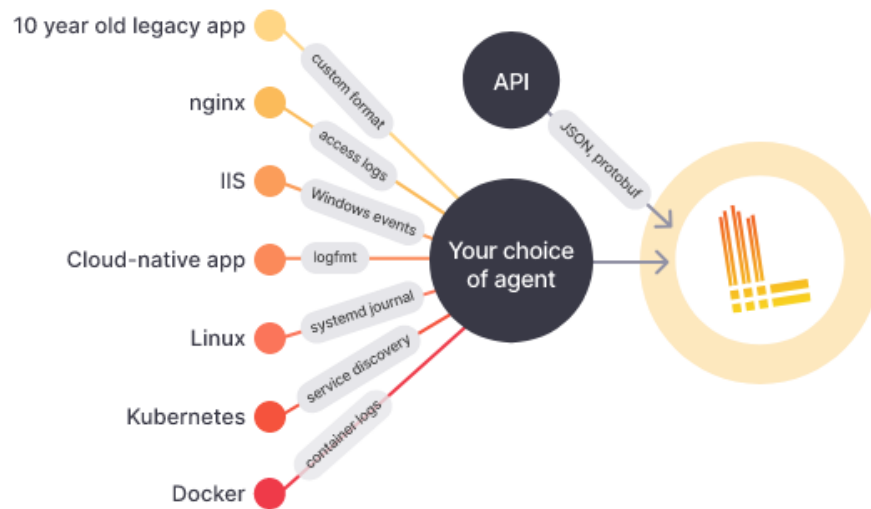 10 year old legacy app
custom format
nginx
access logs
IIS
Windows events
Cloud-native app
logfmt
Linux
systemd journal
Kubernetes
service discovery
Docker
container logs
Your choice
of agent
API
JSON, protobuf